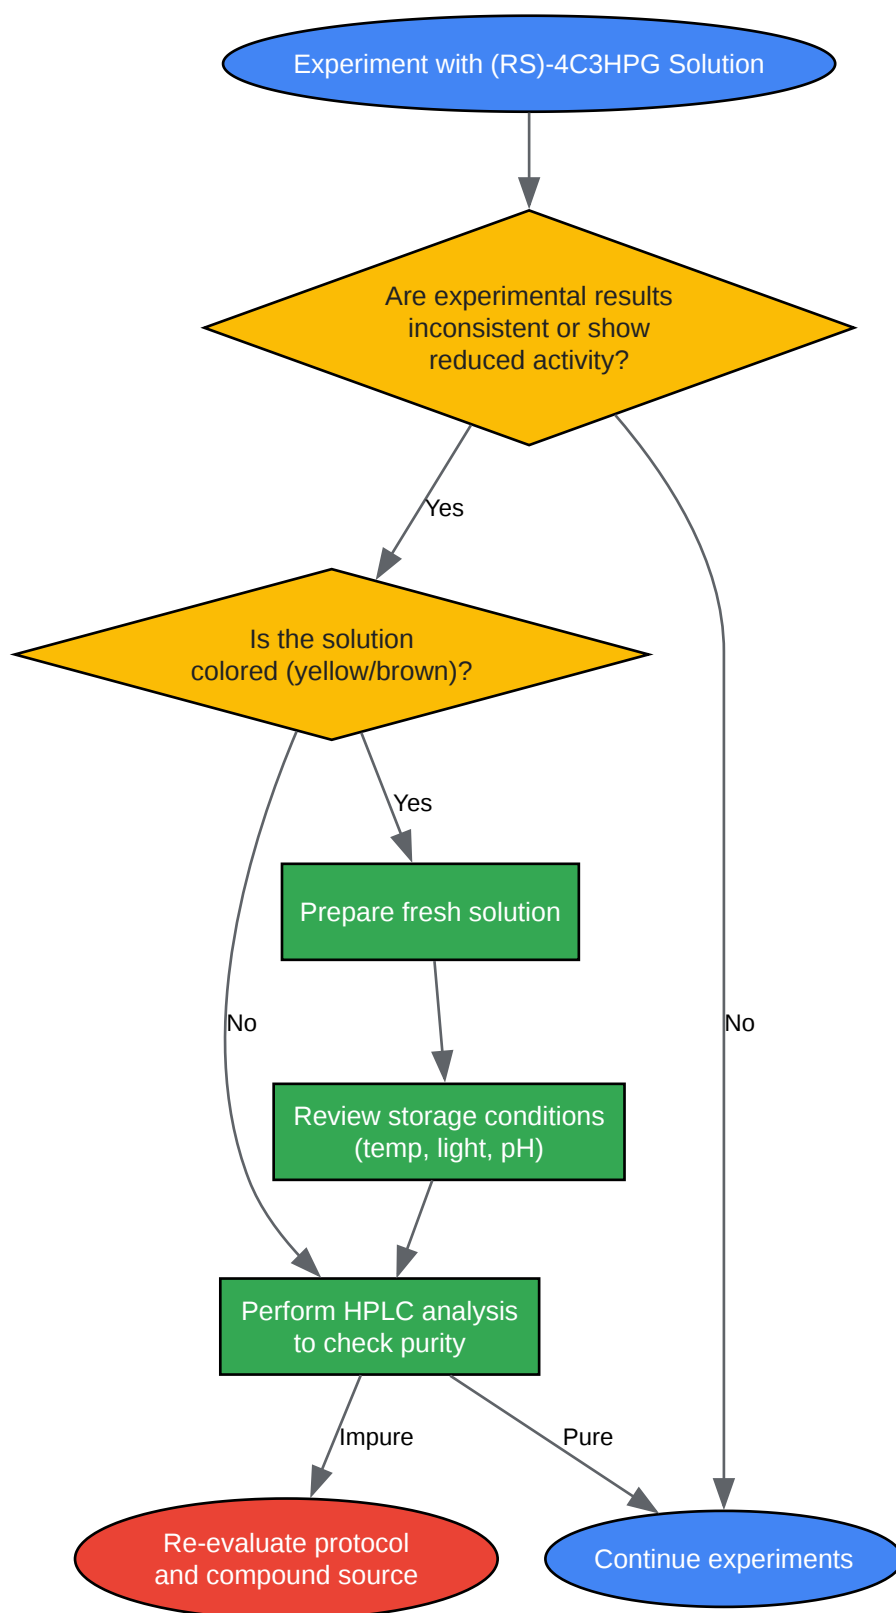 Experiment with (RS)-4C3HPG Solution
Are experimental results
inconsistent or show
reduced activity?
Yes
Is the solution
colored (yellow/brown)?
Yes
Prepare fresh solution
No
No
Review storage conditions
(temp, light, pH)
Perform HPLC analysis
to check purity
Impure
Pure
Re-evaluate protocol
and compound source
Continue experiments